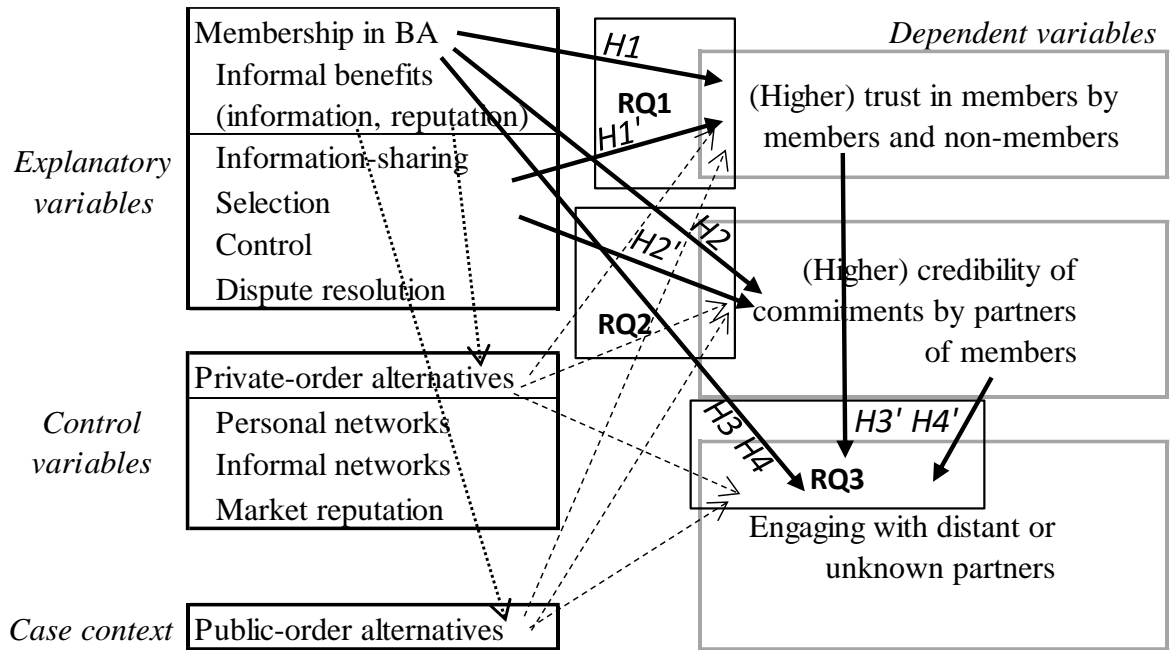 Membership in BA
Informal benefits
(information, reputation)
Explanatory
variables
Information-sharing
Selection
Control
Dispute resolution
Control
variables
Private-order alternatives
Personal networks
Informal networks
Market reputation
Case context
Public-order alternatives
H1
RQ1
H1'
H2
H2'
RQ2
H3 H4
H3' H4'
RQ3
Dependent variables
(Higher) trust in members by
members and non-members
(Higher) credibility of
commitments by partners
of members
Engaging with distant or
unknown partners